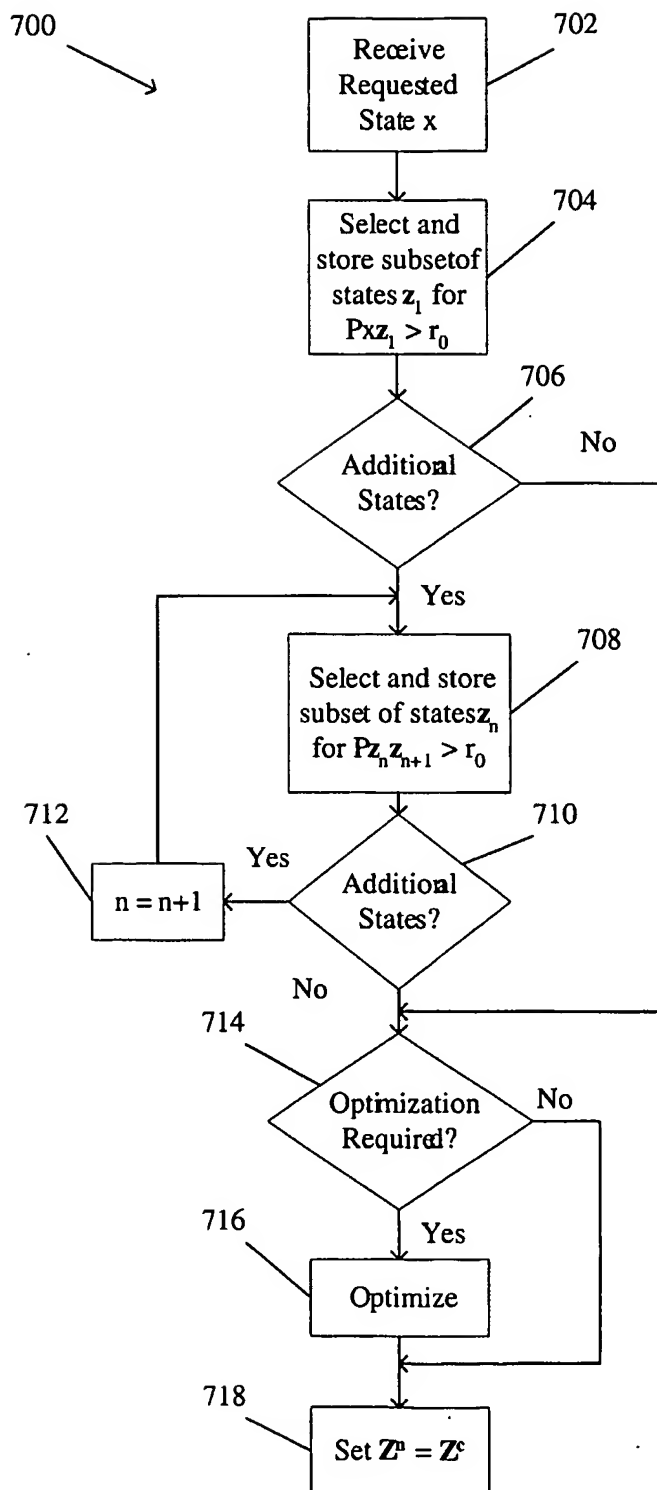 700
702
Receive
Requested
State x
704
Select and
store subsetof
states z₁ for
Pxz₁ > r₀
706
Additional
States?
No
Yes
708
Select and store
subset of states zₙ
for Pzₙzₙ₊₁ > r₀
712
710
Yes
n = n+1
Additional
States?
No
714
Optimization
Required?
No
716
Yes
Optimize
718
Set Zⁿ = Zᶜ